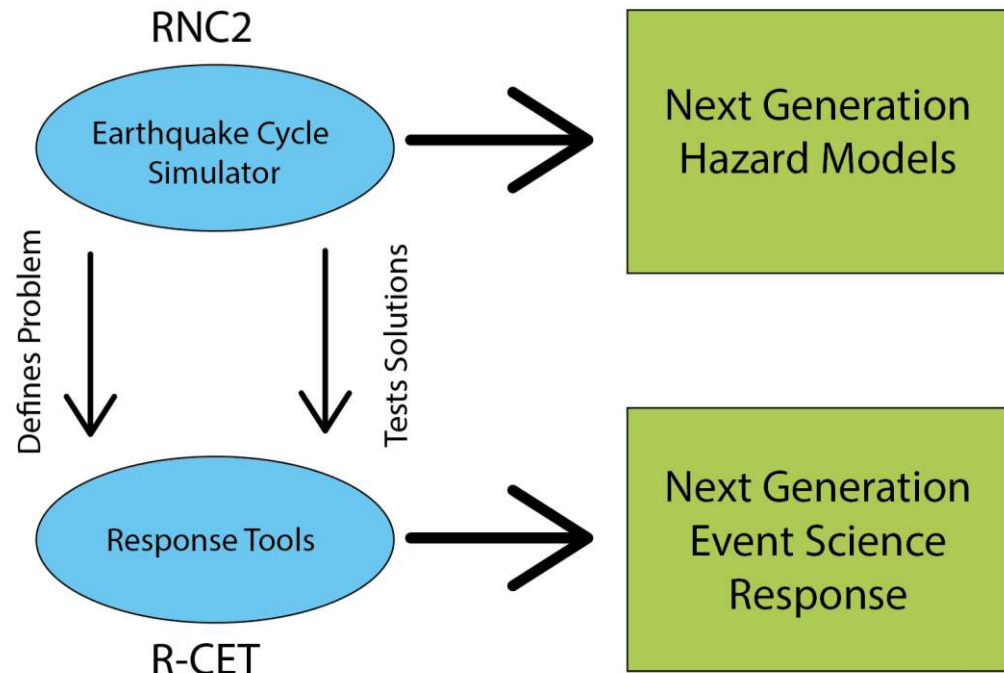 RNC2
Earthquake Cycle
Simulator
Next Generation
Hazard Models
Defines Problem
Tests Solutions
Response Tools
R-CET
Next Generation
Event Science
Response